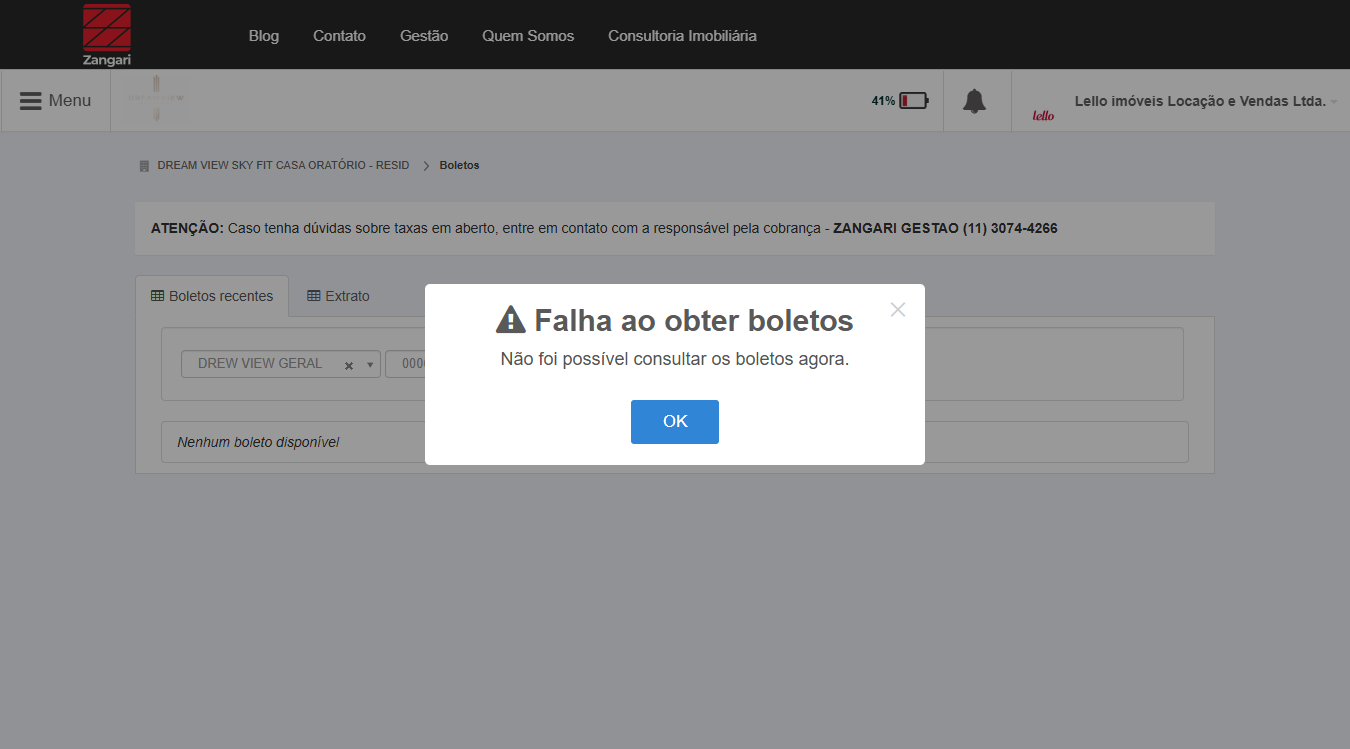 Zangari
Blog Contato Gestão Quem Somos Consultoria Imobiliária
Menu
41%
lello
Lello imóveis Locação e Vendas Ltda.
DREAM VIEW SKY FIT CASA ORATÓRIO - RESID > Boletos
ATENÇÃO: Caso tenha dúvidas sobre taxas em aberto, entre em contato com a responsável pela cobrança - ZANGARI GESTAO (11) 3074-4266
Boletos recentes Extrato
Falha ao obter boletos
Não foi possível consultar os boletos agora.
DREW VIEW GERAL
OK
Nenhum boleto disponível